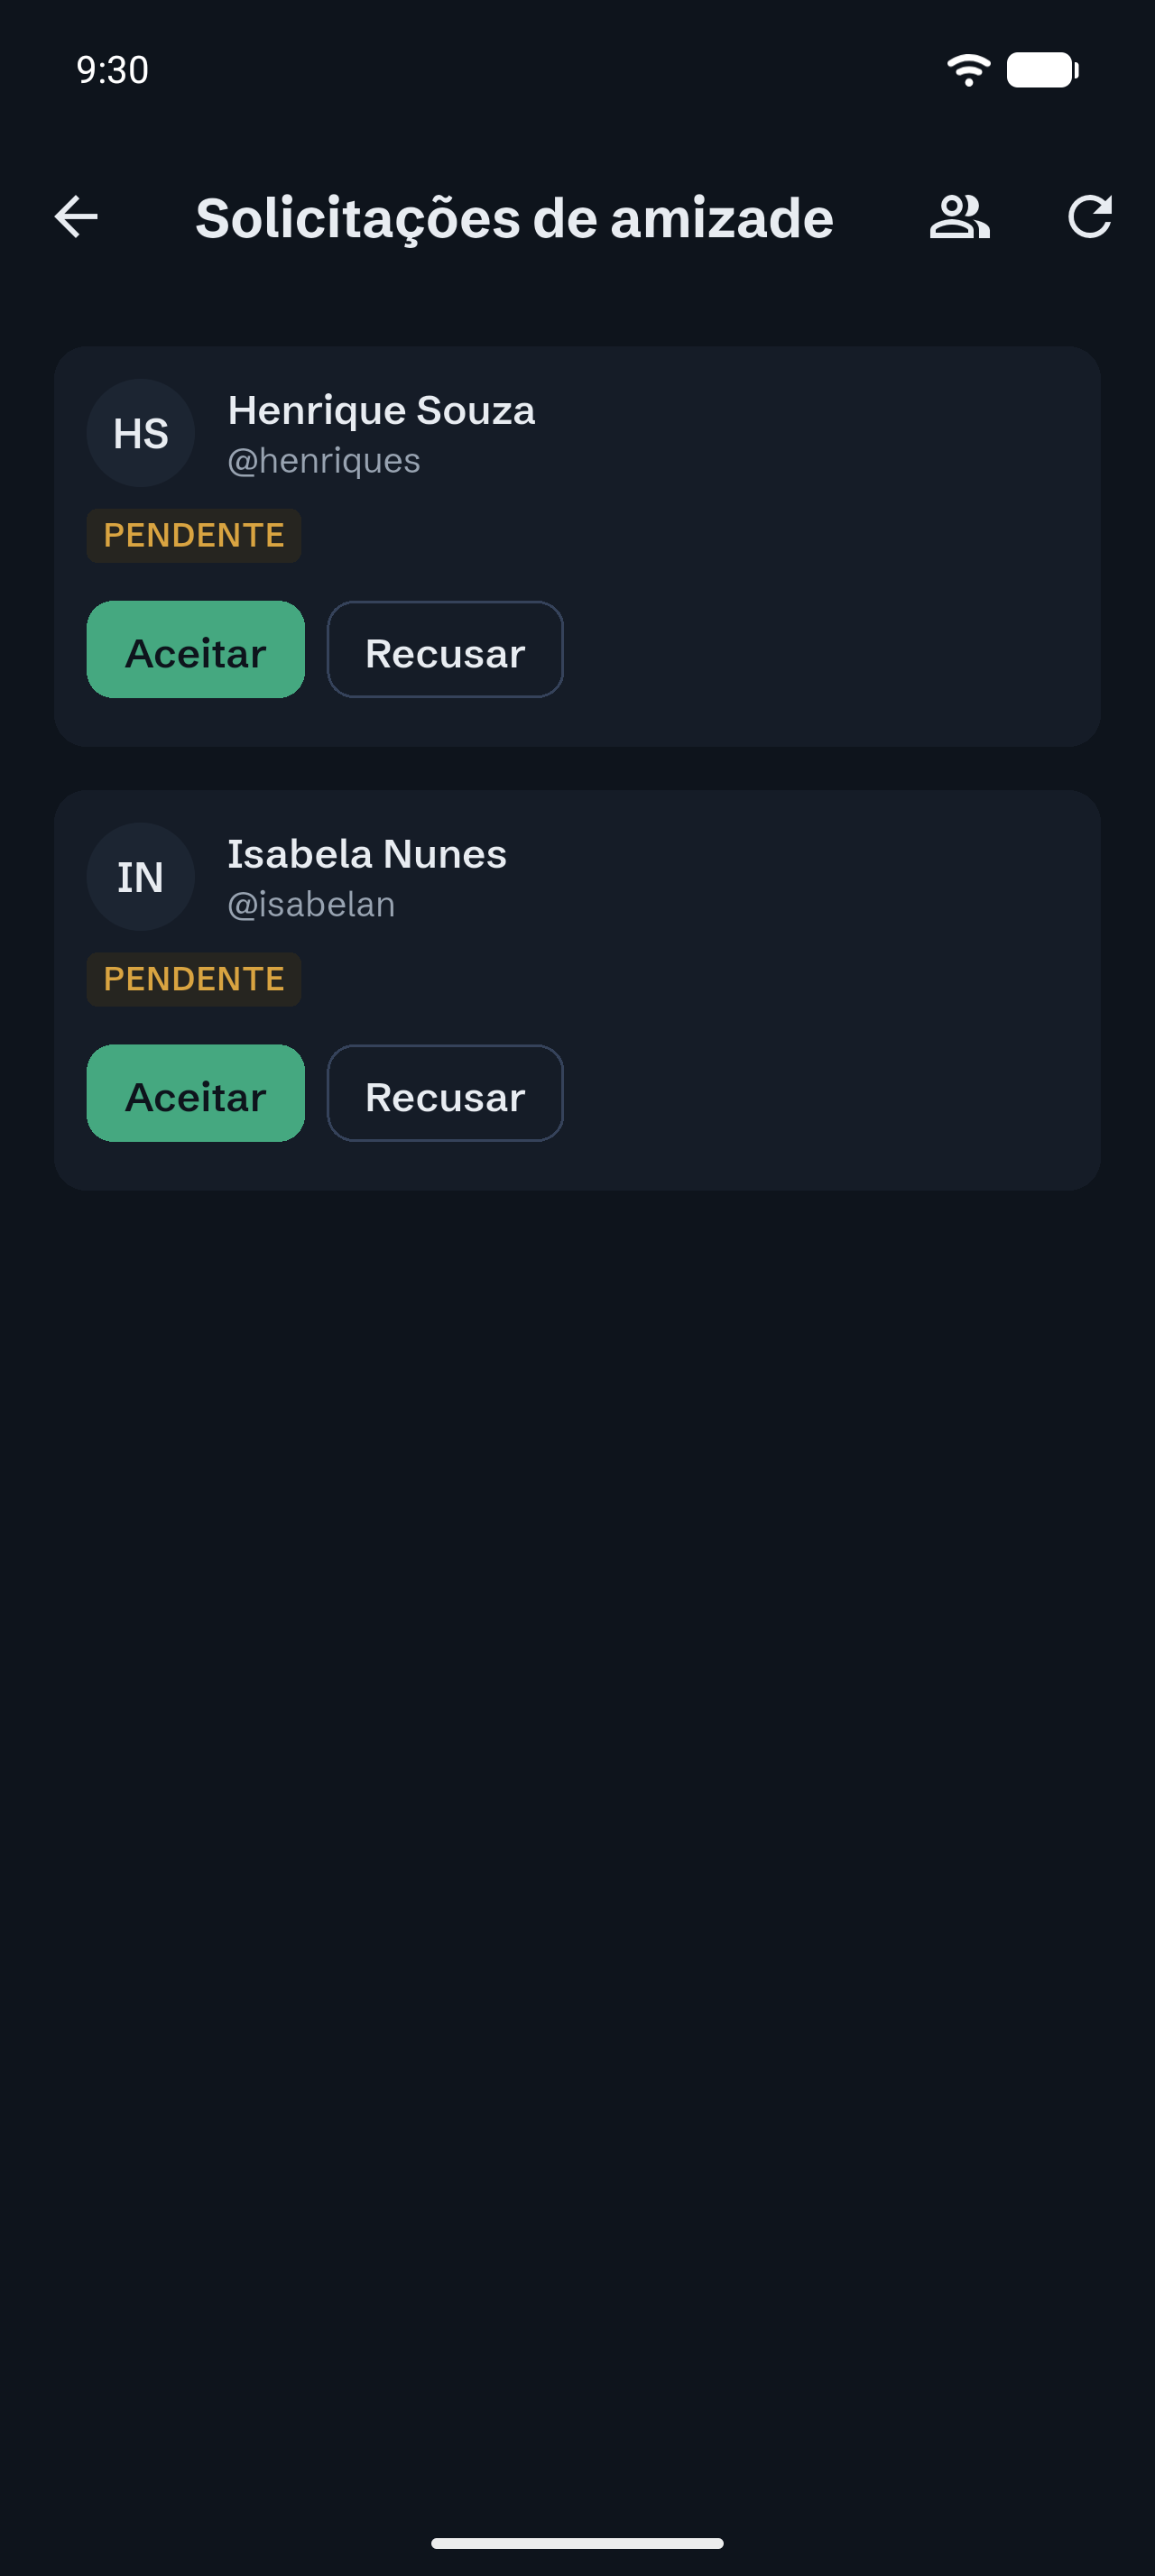 9:30
Solicitações de amizade
HS
Henrique Souza
@henriques
PENDENTE
Aceitar
Recusar
IN
Isabela Nunes
@isabelan
PENDENTE
Aceitar
Recusar